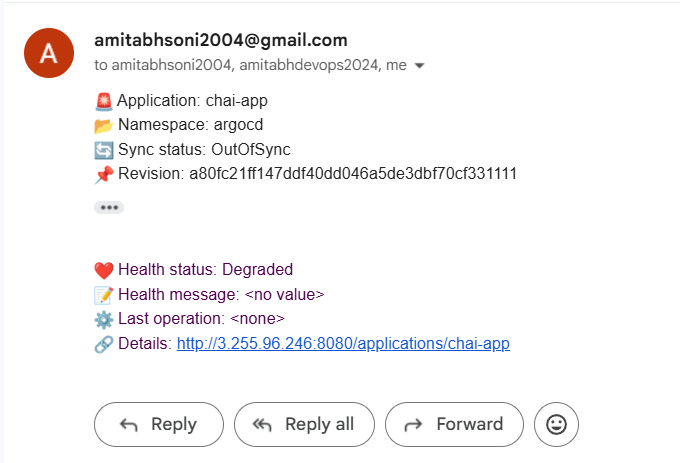 A
amitabhsoni2004@gmail.com
to amitabhsoni2004, amitabhdevops2024, me
🚨 Application: chai-app
📂 Namespace: argocd
🔄 Sync status: OutOfSync
📌 Revision: a80fc21ff147ddf40dd046a5de3dbf70cf331111
❤️ Health status: Degraded
📝 Health message: <no value>
⚙️ Last operation: <none>
🔗 Details: http://3.255.96.246:8080/applications/chai-app
Reply
Reply all
Forward